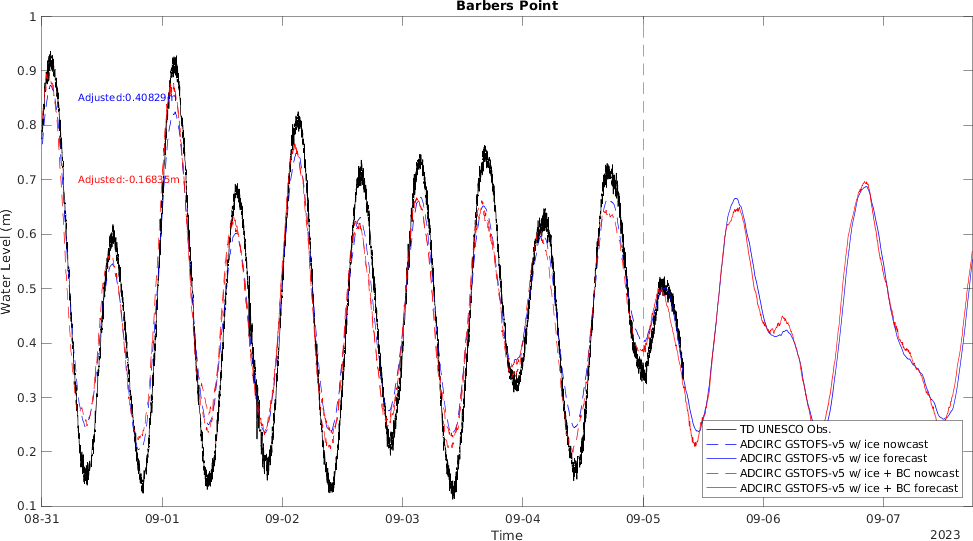 Barbers Point
1
0.9
0.8
0.7
0.6
0.5
0.4
0.3
0.2
0.1
Water Level (m)
Adjusted:0.40829m
Adjusted:-0.16835m
TD UNESCO Obs.
ADCIRC GSTOFS-v5 w/ ice nowcast
ADCIRC GSTOFS-v5 w/ ice forecast
ADCIRC GSTOFS-v5 w/ ice + BC nowcast
ADCIRC GSTOFS-v5 w/ ice + BC forecast
08-31 09-01 09-02 09-03 09-04 09-05 09-06 09-07
Time
2023